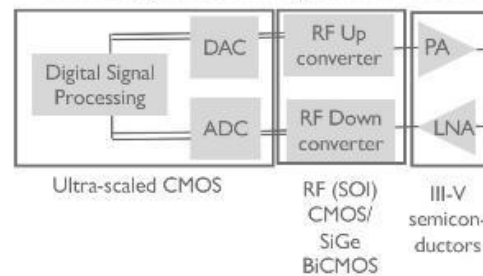 DAC
RF Up
converter
PA
Digital Signal
Processing
ADC
RF Down
converter
LNA
Ultra-scaled CMOS
RF (SOI)
CMOS/
SiGe
BiCMOS
III-V
semicon-
ductors